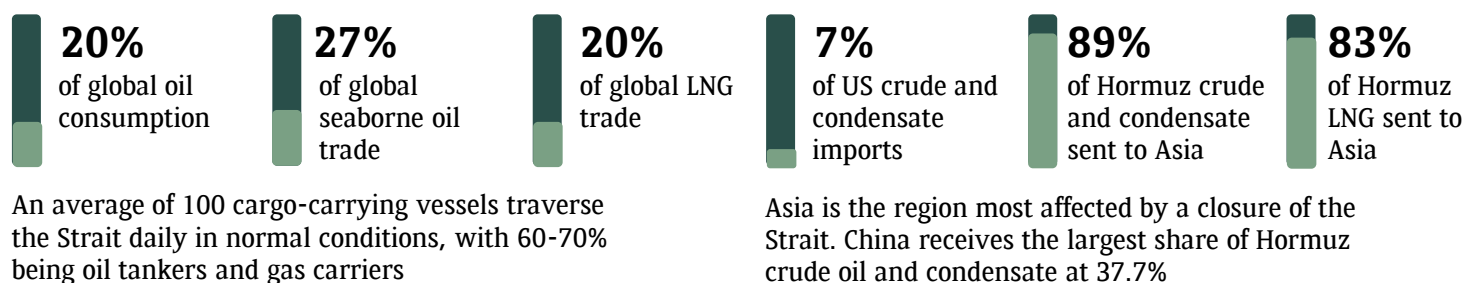 20%
of global oil
consumption
27%
of global
seaborne oil
trade
20%
of global LNG
trade
7%
of US crude and
condensate
imports
89%
of Hormuz crude
and condensate
sent to Asia
83%
of Hormuz
LNG sent to
Asia
An average of 100 cargo-carrying vessels traverse
the Strait daily in normal conditions, with 60-70%
being oil tankers and gas carriers
Asia is the region most affected by a closure of the
Strait. China receives the largest share of Hormuz
crude oil and condensate at 37.7%